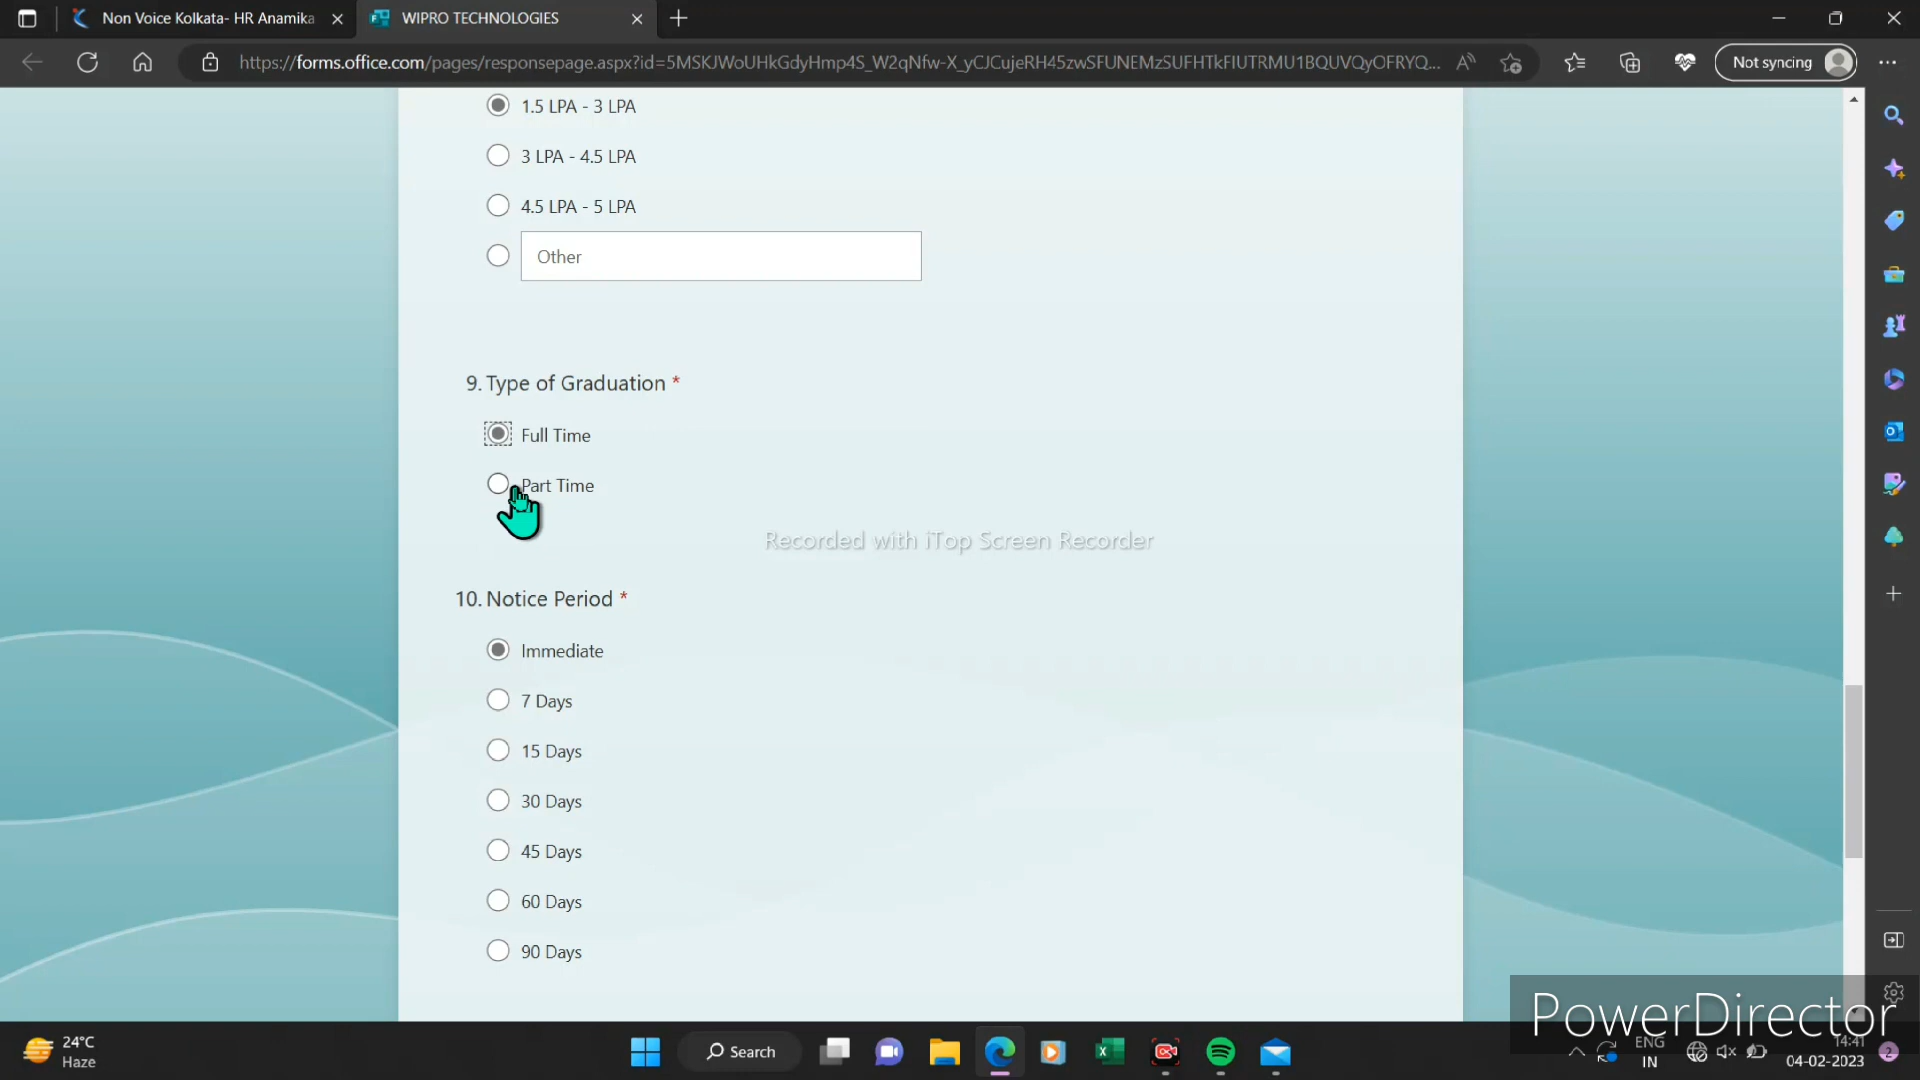 Non Voice Kolkata- HR Anamika
WIPRO TECHNOLOGIES
https://forms.office.com/pages/responsepage.aspx?id=5MSKJWoUHkGdyHmp4S_W2qNfw-X_yCJCujeRH45zwSFUNEMzSUFHTkFIUTRMU1BQUVQyOFRYQ...
Not syncing
1.5 LPA - 3 LPA
3 LPA - 4.5 LPA
4.5 LPA - 5 LPA
Other
9. Type of Graduation *
Full Time
Part Time
Recorded with iTop Screen Recorder
10. Notice Period *
Immediate
7 Days
15 Days
30 Days
45 Days
60 Days
90 Days
PowerDirector
24°C
Haze
Search
ENG
IN
14:41
04-02-2023
2